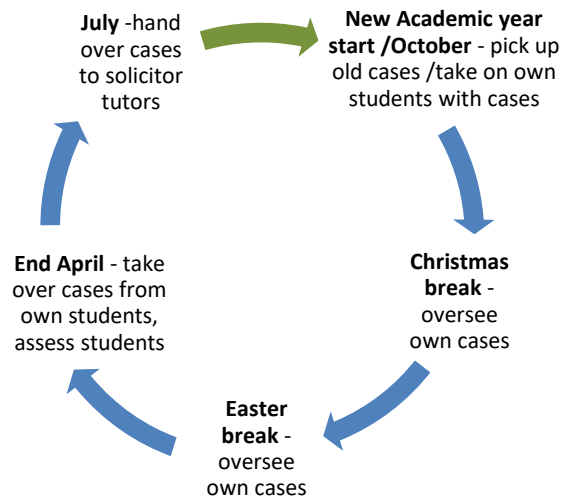 July -hand
over cases
to solicitor
tutors
New Academic year
start /October - pick up
old cases /take on own
students with cases
Christmas
break -
oversee
own cases
Easter
break -
oversee
own cases
End April - take
over cases from
own students,
assess students